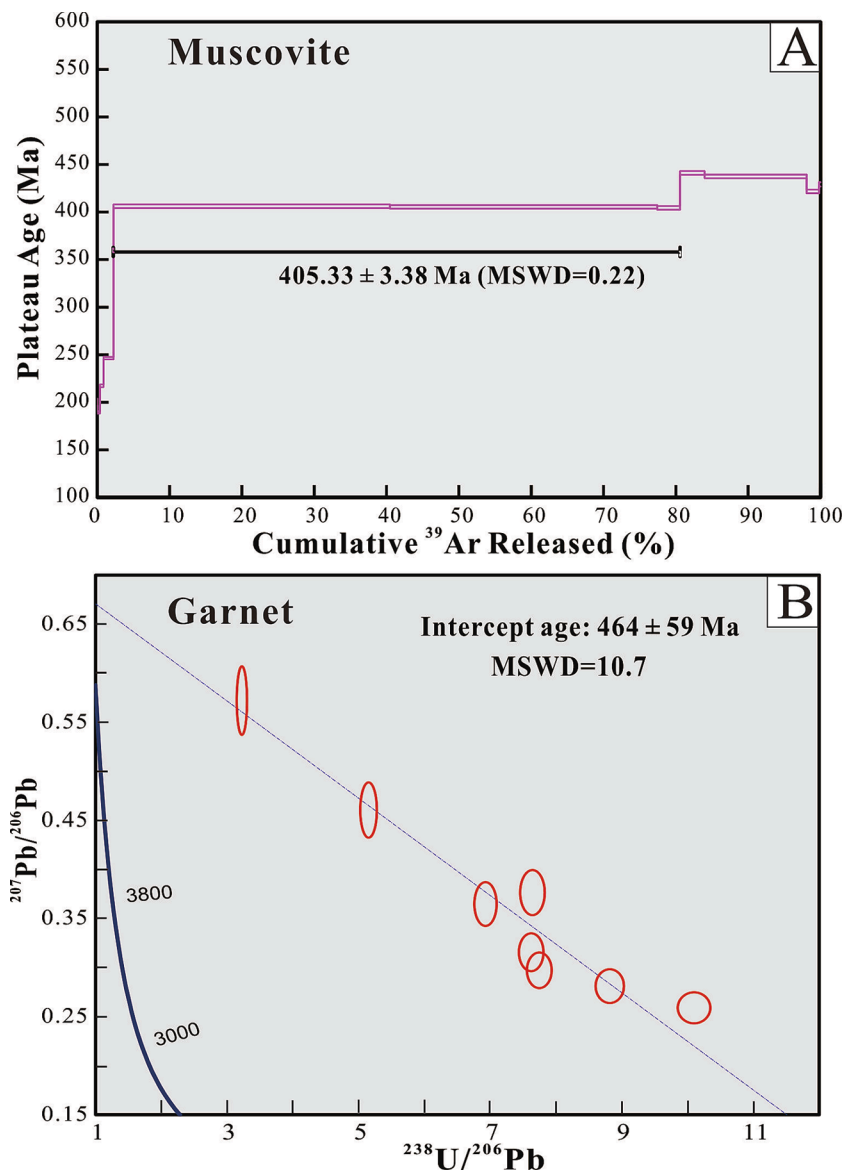 A
Muscovite
600
550
500
450
400
350
300
250
200
150
100
Plateau Age (Ma)
405.33 ± 3.38 Ma (MSWD=0.22)
0 10 20 30 40 50 60 70 80 90 100
Cumulative ³⁹Ar Released (%)
B
Garnet
Intercept age: 464 ± 59 Ma
MSWD=10.7
0.65
0.55
0.45
0.35
0.25
0.15
²⁰⁷Pb/²⁰⁶Pb
3800
3000
1 3 5 7 9 11
²³⁸U/²⁰⁶Pb